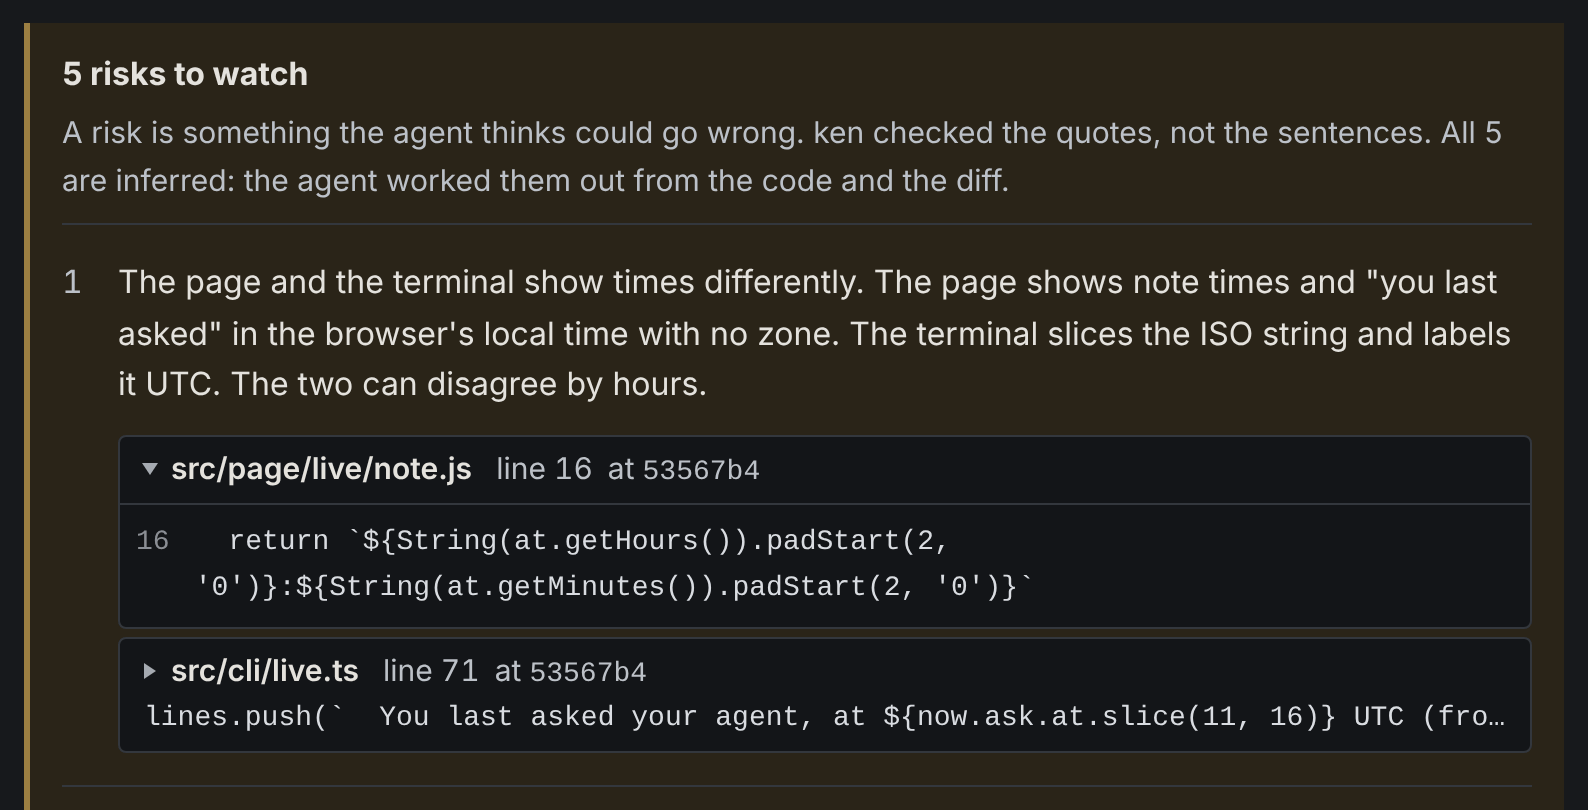 5 risks to watch
A risk is something the agent thinks could go wrong. ken checked the quotes, not the sentences. All 5
are inferred: the agent worked them out from the code and the diff.
1 The page and the terminal show times differently. The page shows note times and "you last
asked" in the browser's local time with no zone. The terminal slices the ISO string and labels
it UTC. The two can disagree by hours.
▼ src/page/live/note.js line 16 at 53567b4
16 return `${String(at.getHours()).padStart(2,
'0')}:${String(at.getMinutes()).padStart(2, '0')}`
▶ src/cli/live.ts line 71 at 53567b4
lines.push(`  You last asked your agent, at ${now.ask.at.slice(11, 16)} UTC (fro…